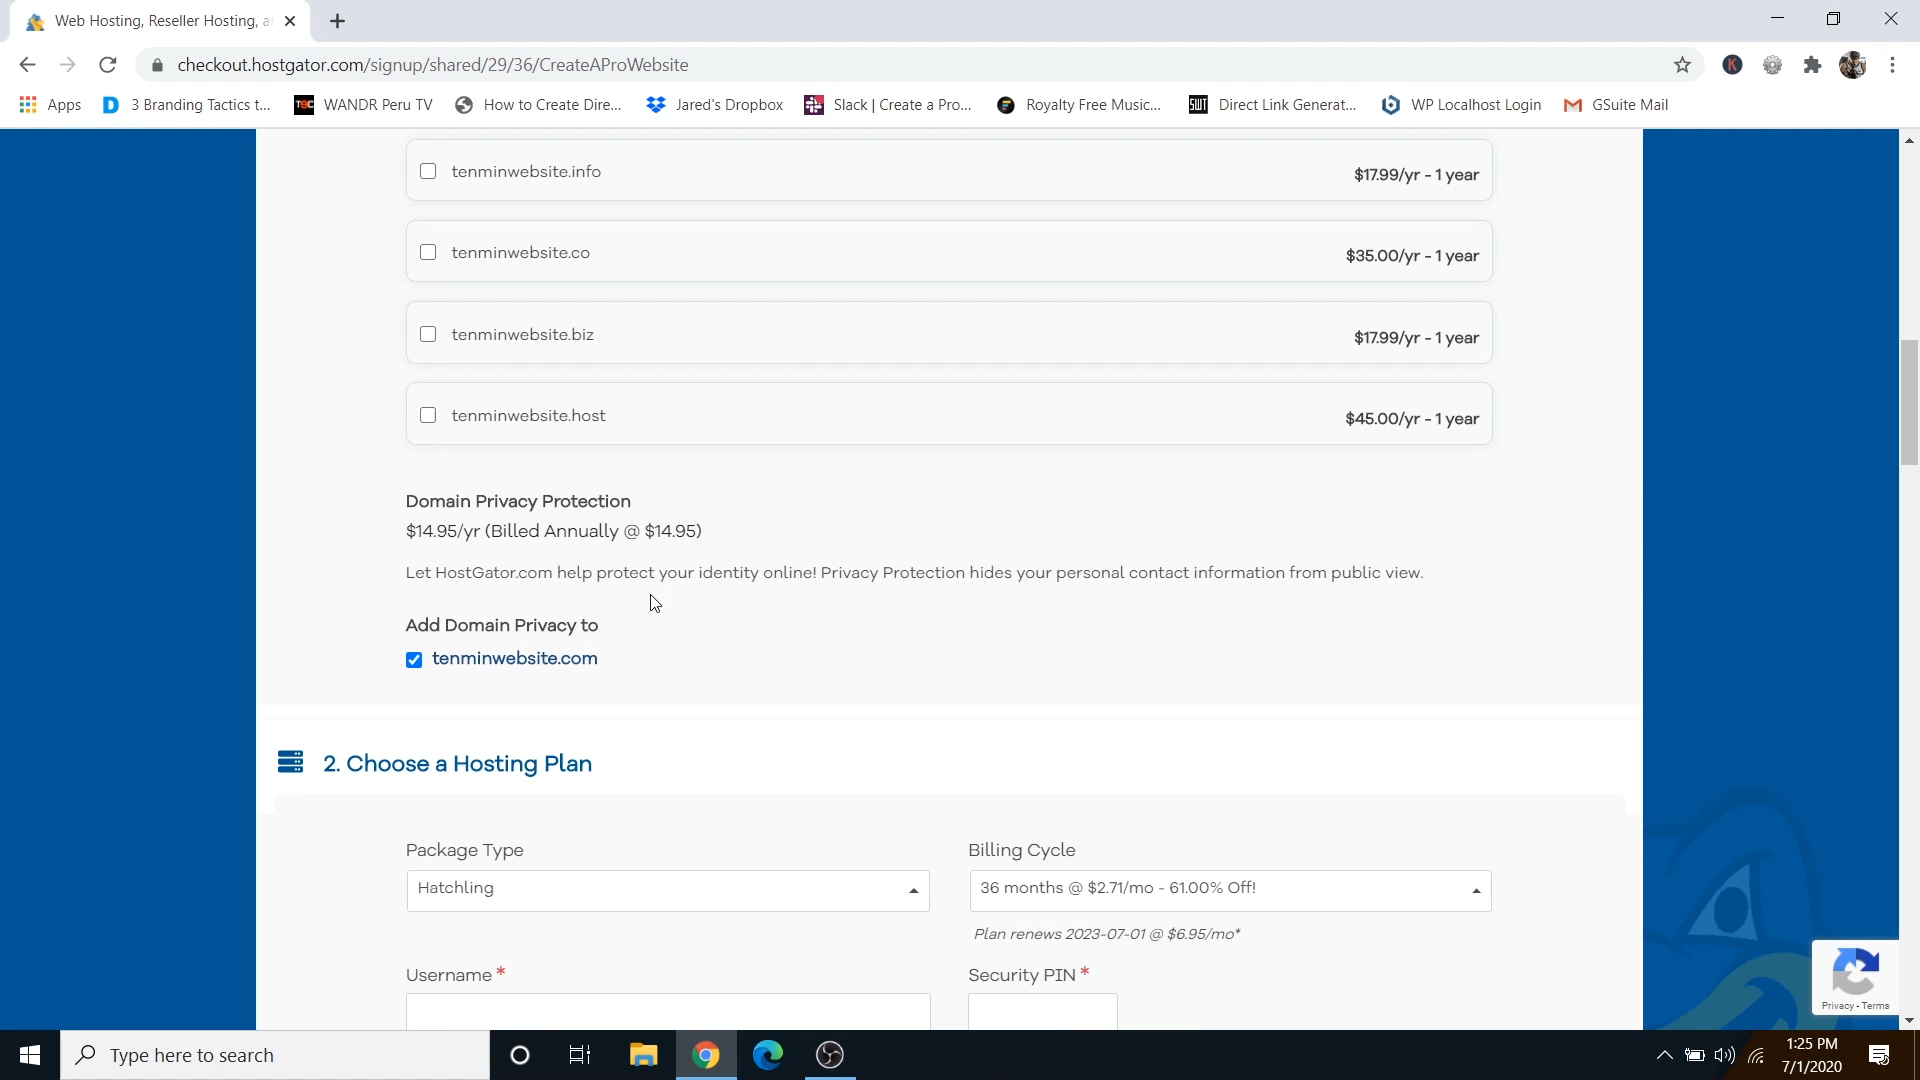 Web Hosting, Reseller Hosting, a
checkout.hostgator.com/signup/shared/29/36/CreateAProWebsite
K
Apps
D 3 Branding Tactics t...
TBC WANDR Peru TV
How to Create Dire...
Jared's Dropbox
Slack | Create a Pro...
Royalty Free Music...
SWT Direct Link Generat...
WP Localhost Login
GSuite Mail
tenminwebsite.info $17.99/yr - 1 year
tenminwebsite.co $35.00/yr - 1 year
tenminwebsite.biz $17.99/yr - 1 year
tenminwebsite.host $45.00/yr - 1 year
Domain Privacy Protection
$14.95/yr (Billed Annually @ $14.95)
Let HostGator.com help protect your identity online! Privacy Protection hides your personal contact information from public view.
Add Domain Privacy to
tenminwebsite.com
2. Choose a Hosting Plan
Package Type Billing Cycle
Hatchling 36 months @ $2.71/mo - 61.00% Off!
Plan renews 2023-07-01 @ $6.95/mo*
Username * Security PIN *
Privacy - Terms
Type here to search
1:25 PM
7/1/2020